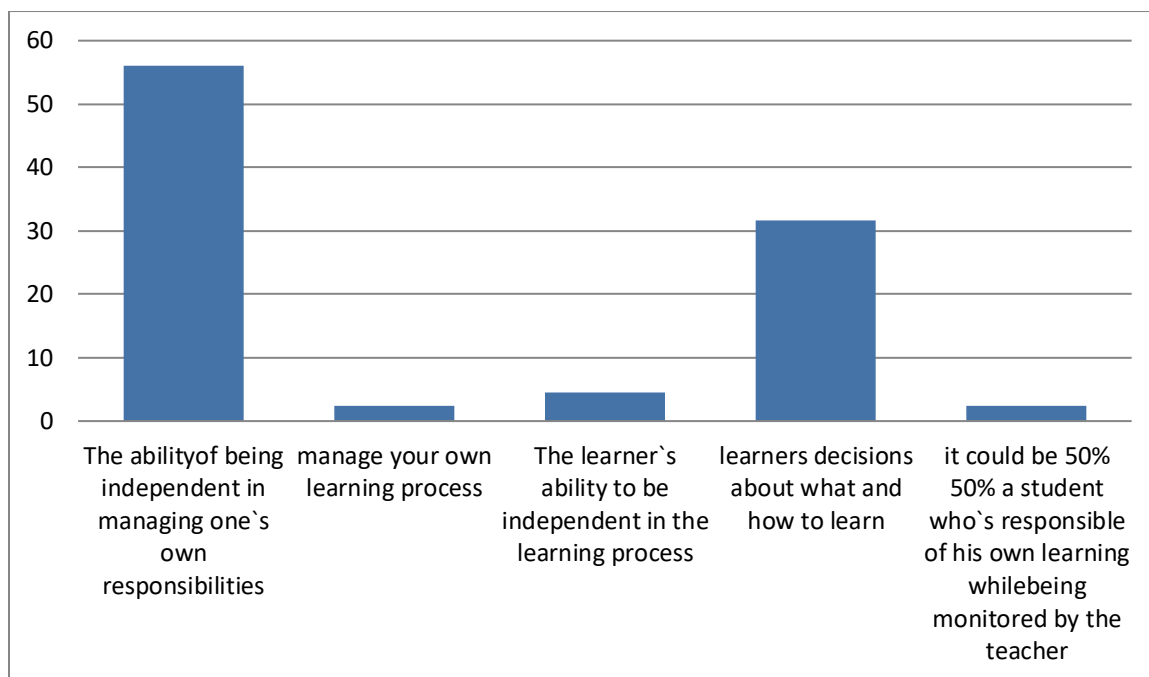 60
50
40
30
20
10
0
The abilityof being
independent in
managing one`s
own
responsibilities
manage your own
learning process
The learner`s
ability to be
independent in the
learning process
learners decisions
about what and
how to learn
it could be 50%
50% a student
who`s responsible
of his own learning
whilebeing
monitored by the
teacher